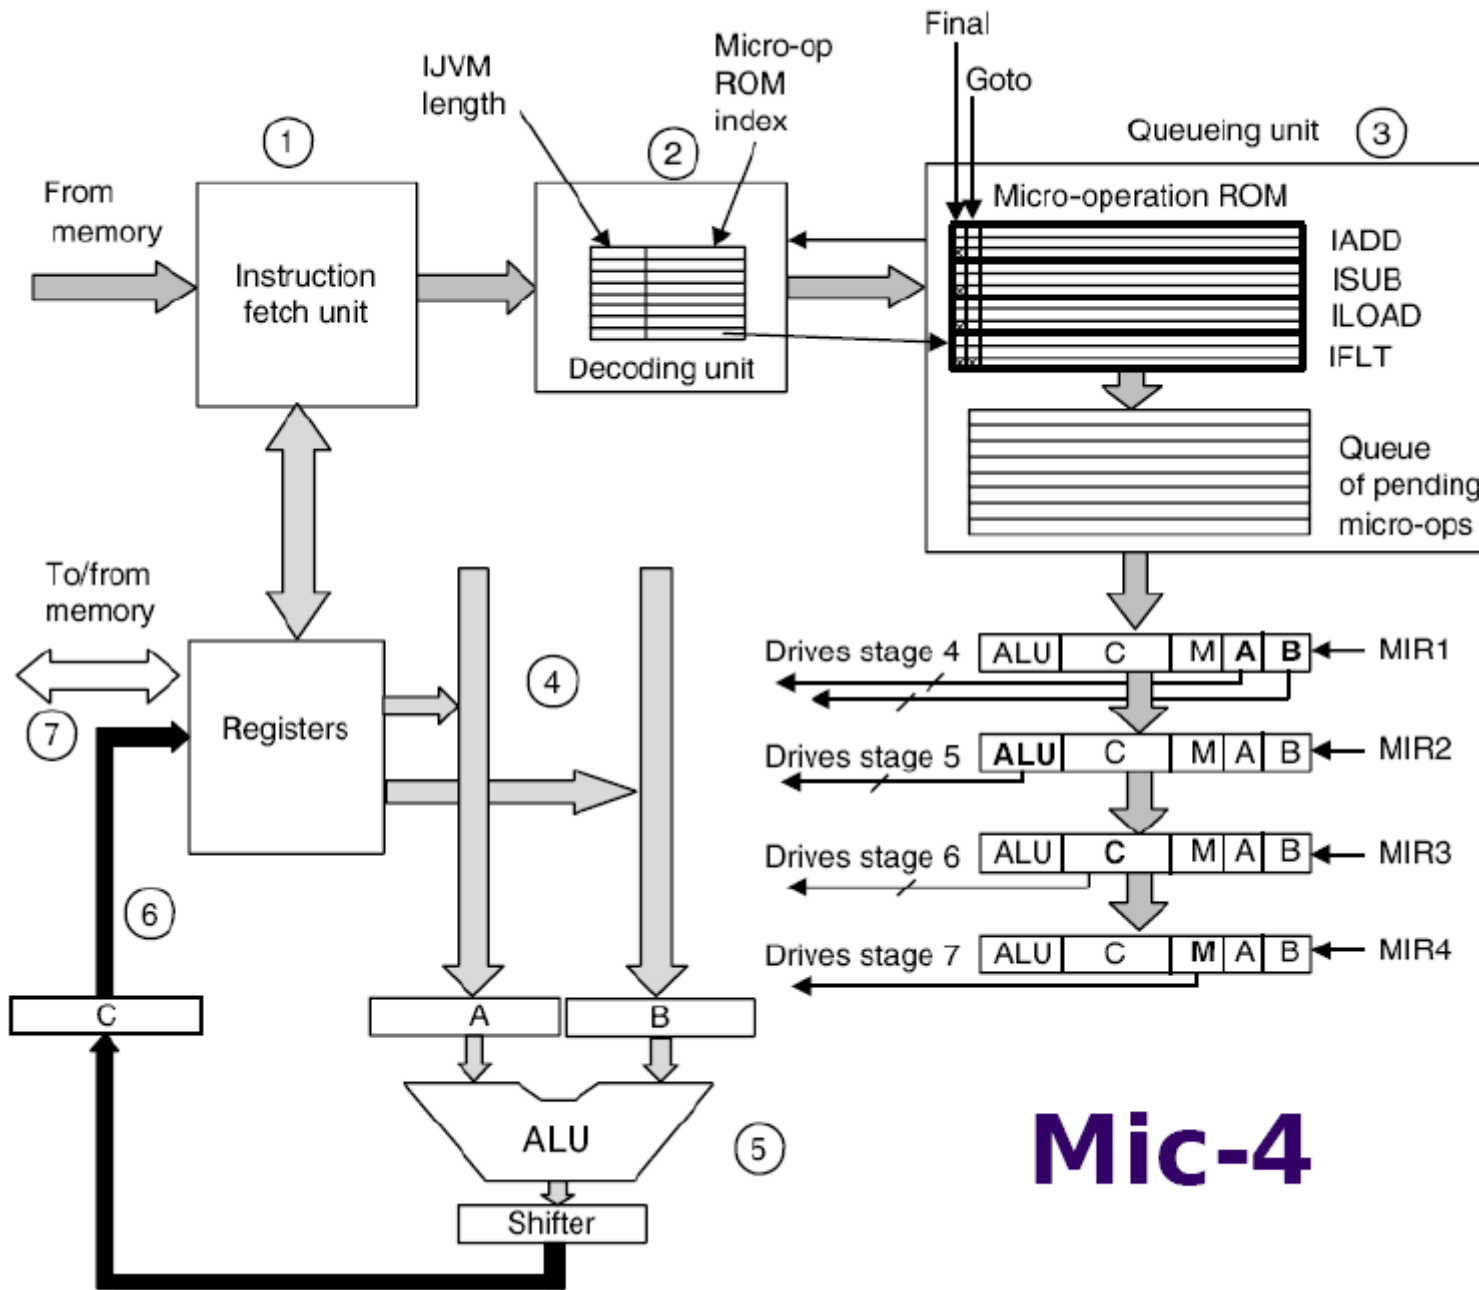 Final
Goto
Micro-op
ROM
index
IJVM
length
1
2
Queueing unit
3
From
memory
Instruction
fetch unit
Decoding unit
Micro-operation ROM
IADD
ISUB
ILOAD
IFLT
Queue
of pending
micro-ops
To/from
memory
7
Registers
4
6
C
A
B
ALU
5
Shifter
Drives stage 4
ALU
C
M
A
B
MIR1
Drives stage 5
ALU
C
M
A
B
MIR2
Drives stage 6
ALU
C
M
A
B
MIR3
Drives stage 7
ALU
C
M
A
B
MIR4
Mic-4